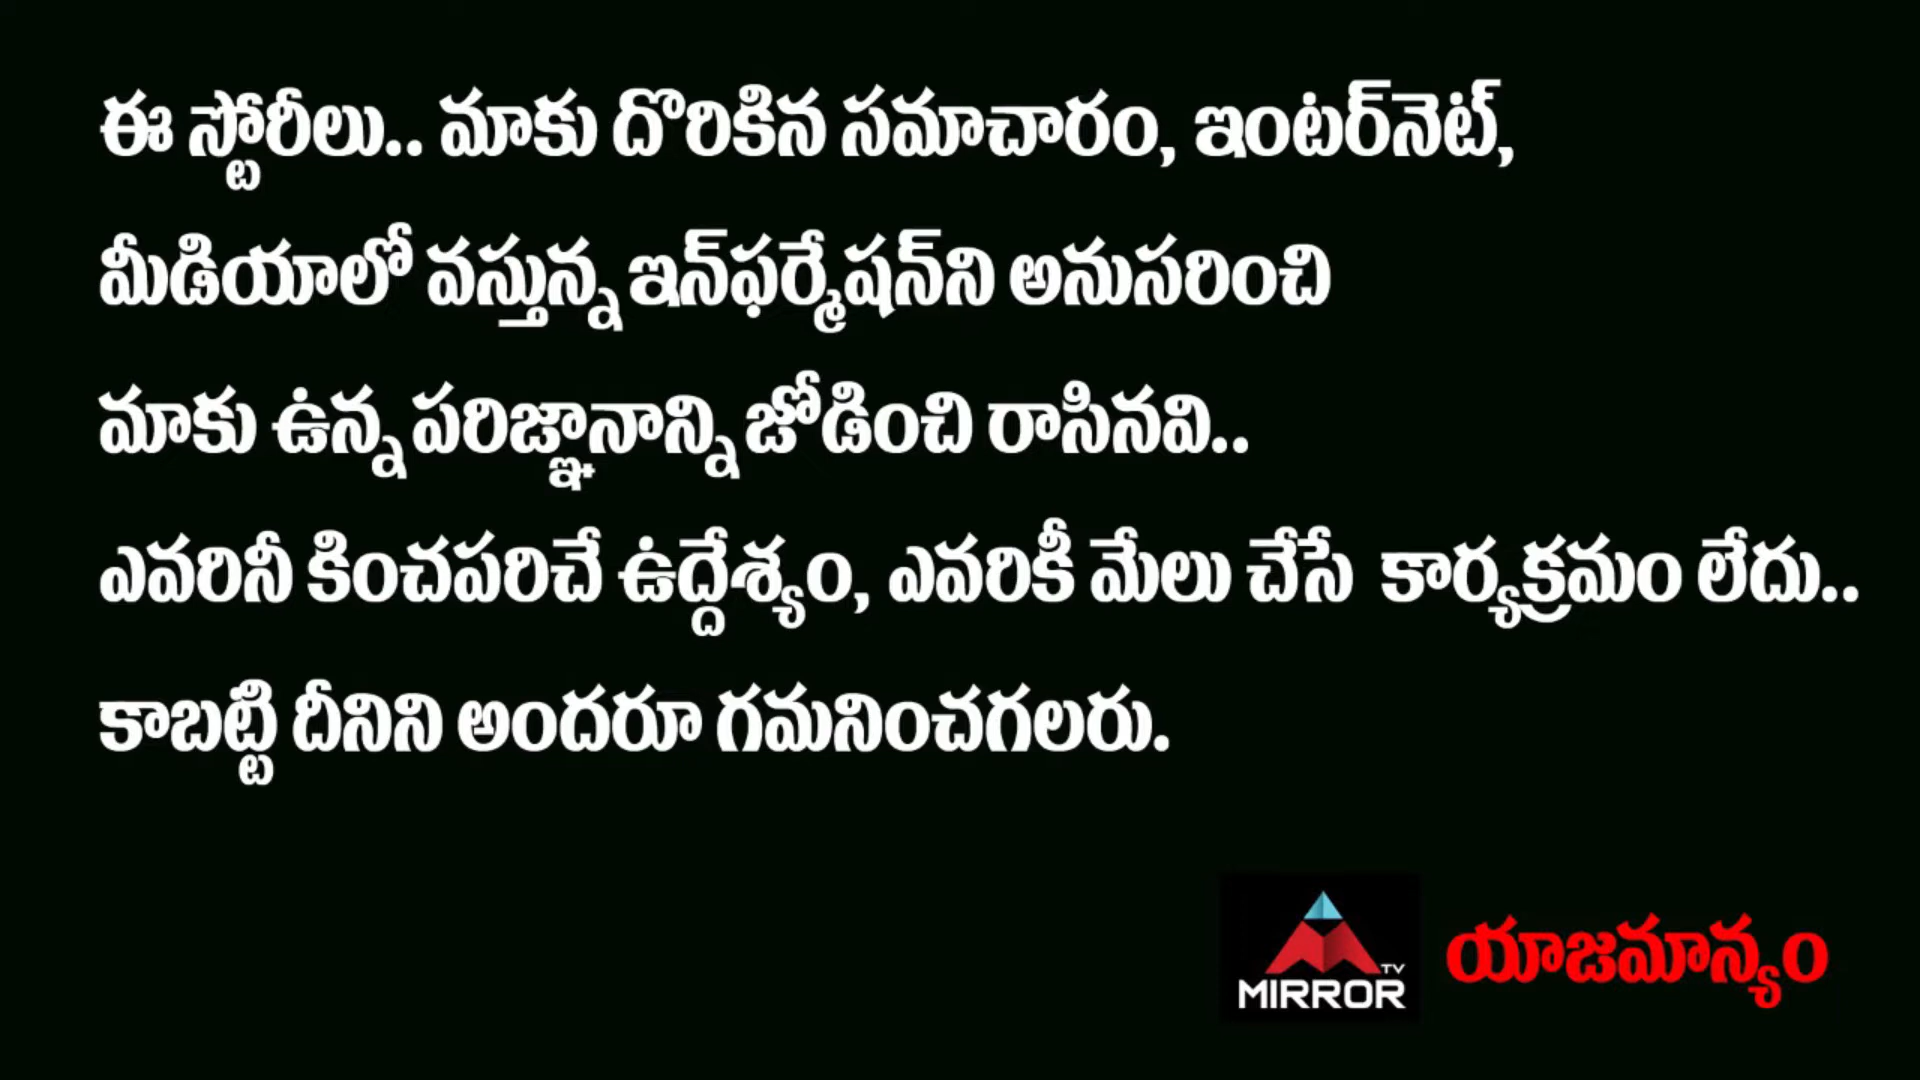 ఈ స్టోరీలు.. మాకు దొరికిన సమాచారం, ఇంటర్‌నెట్,
మీడియాలో వస్తున్న ఇన్‌ఫర్మేషన్‌ని అనుసరించి
మాకు ఉన్న పరిజ్ఞానాన్ని జోడించి రాసినవి..
ఎవరినీ కించపరిచే ఉద్దేశ్యం, ఎవరికీ మేలు చేసే కార్యక్రమం లేదు..
కాబట్టి దీనిని అందరూ గమనించగలరు.
MIRROR TV యాజమాన్యం